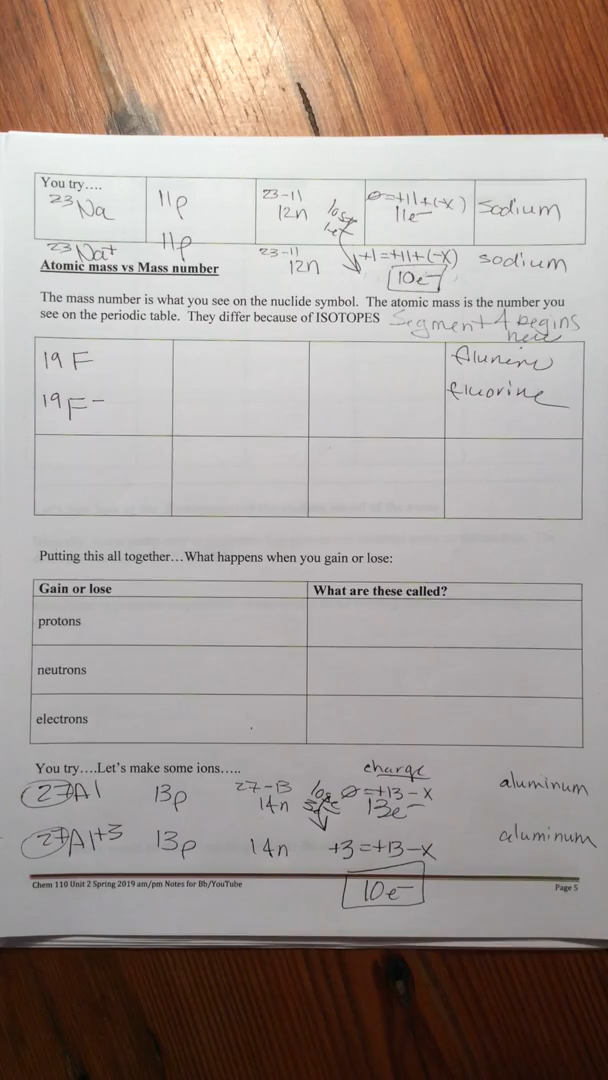 You try….
23Na 11p 23-11 12n lose 1e- 0=+11+(-x) 11e- Sodium
23Na+ 11p 23-11 12n +1=+11+(-x) 10e- sodium
Atomic mass vs Mass number
The mass number is what you see on the nuclide symbol. The atomic mass is the number you
see on the periodic table. They differ because of ISOTOPES Segment 4 begins here
19 F
19 F- fluorine
Putting this all together…What happens when you gain or lose:
Gain or lose What are these called?
protons
neutrons
electrons
You try….Let's make some ions….. charge
27Al 13p 27-13 14n lose 3e- 0=+13-x 13e- aluminum
27Al+3 13p 14n +3=+13-x aluminum
10e-
Chem 110 Unit 2 Spring 2019 am/pm Notes for Bb/YouTube Page 5